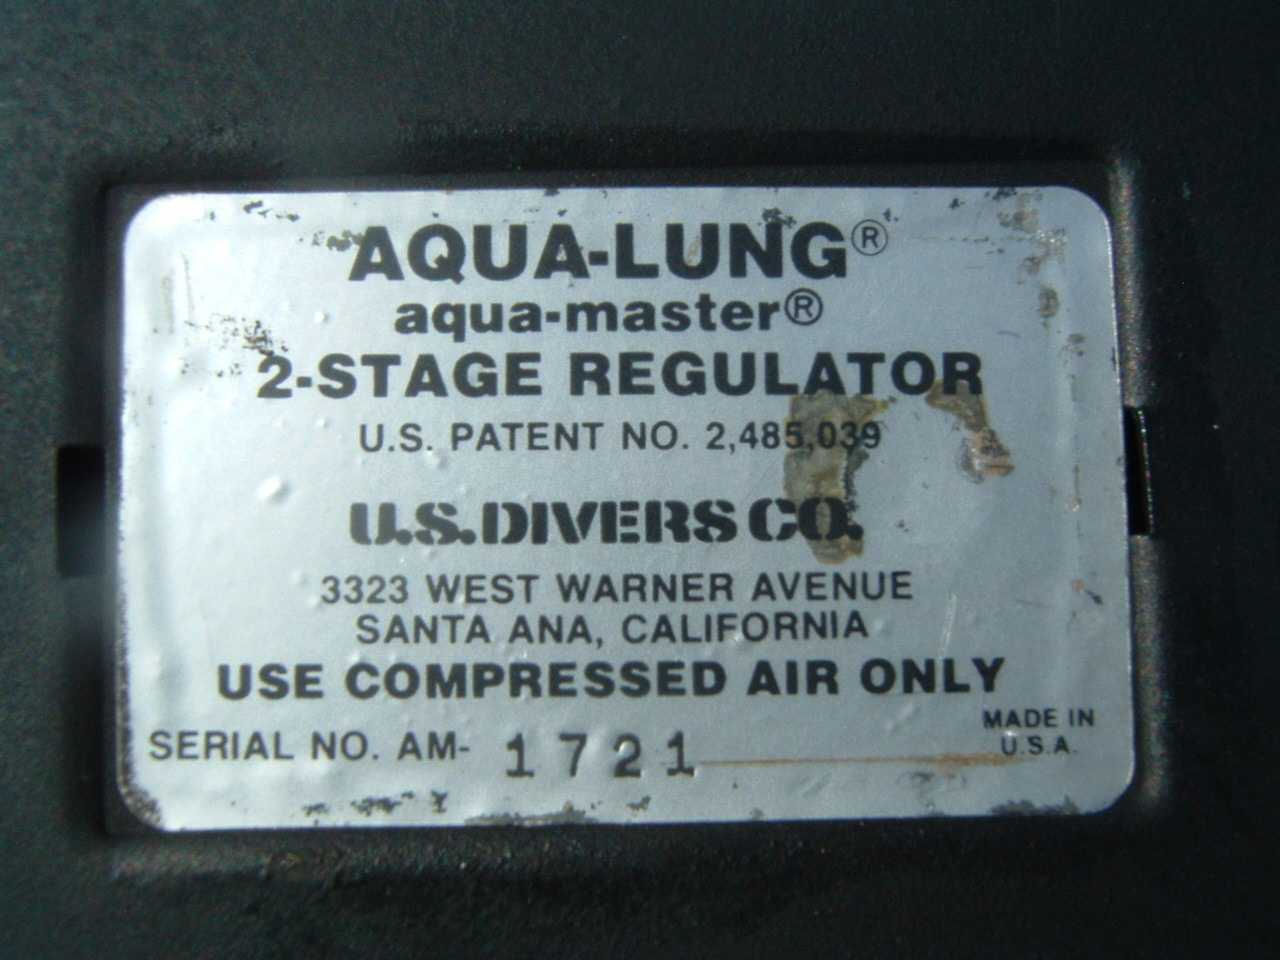 AQUA-LUNG®
aqua-master®
2-STAGE REGULATOR
U.S. PATENT NO. 2,485,039
U.S. DIVERS CO.
3323 WEST WARNER AVENUE
SANTA ANA, CALIFORNIA
USE COMPRESSED AIR ONLY
MADE IN
U.S.A.
SERIAL NO. AM- 1721